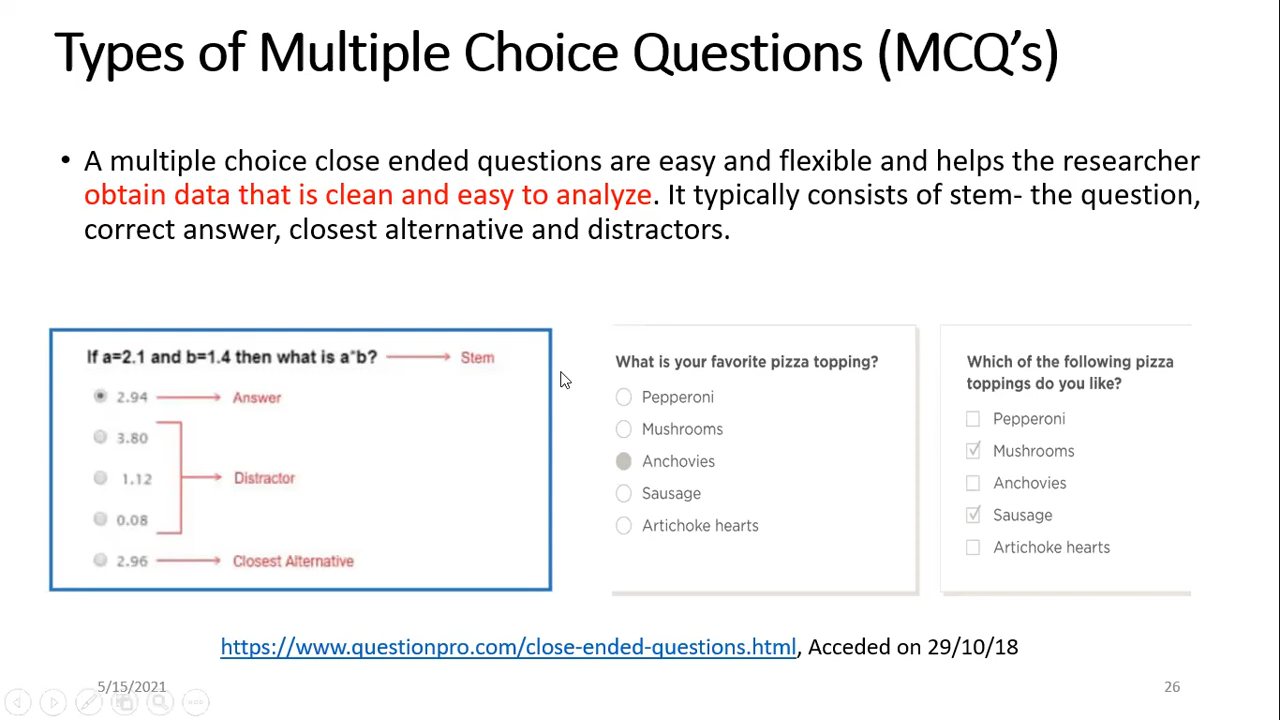 Types of Multiple Choice Questions (MCQ's)
• A multiple choice close ended questions are easy and flexible and helps the researcher
obtain data that is clean and easy to analyze. It typically consists of stem- the question,
correct answer, closest alternative and distractors.
If a=2.1 and b=1.4 then what is a*b? Stem
2.94 Answer
3.80
1.12 Distractor
0.08
2.96 Closest Alternative
What is your favorite pizza topping?
Pepperoni
Mushrooms
Anchovies
Sausage
Artichoke hearts
Which of the following pizza
toppings do you like?
Pepperoni
Mushrooms
Anchovies
Sausage
Artichoke hearts
https://www.questionpro.com/close-ended-questions.html, Acceded on 29/10/18
5/15/2021
26